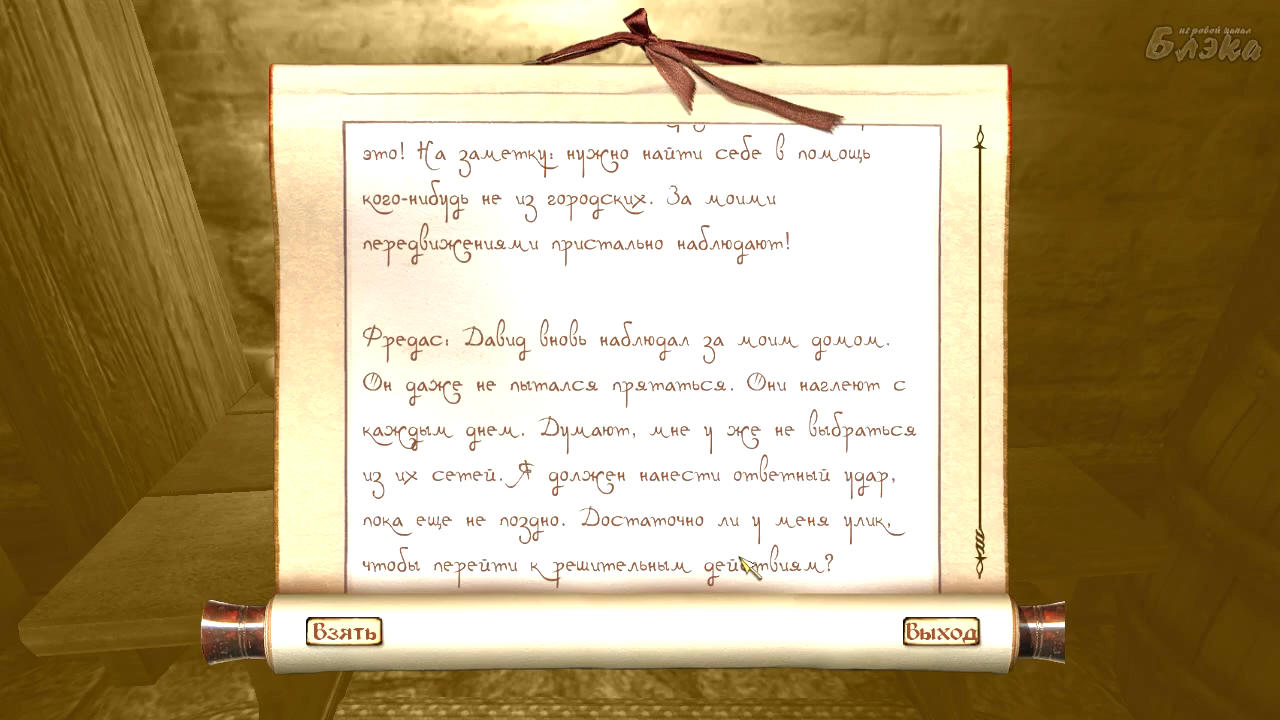 игровой канал
Блэка
это! На заметку: нужно найти себе в помощь
кого-нибудь не из городских. За моими
передвижениями пристально наблюдают!
Фредас: Давид вновь наблюдал за моим домом.
Он даже не пытался прятаться. Они наглеют с
каждым днем. Думают, мне у же не выбраться
из их сетей. Я должен нанести ответный удар,
пока еще не поздно. Достаточно ли у меня улик,
чтобы перейти к решительным действиям?
Взять
Выход